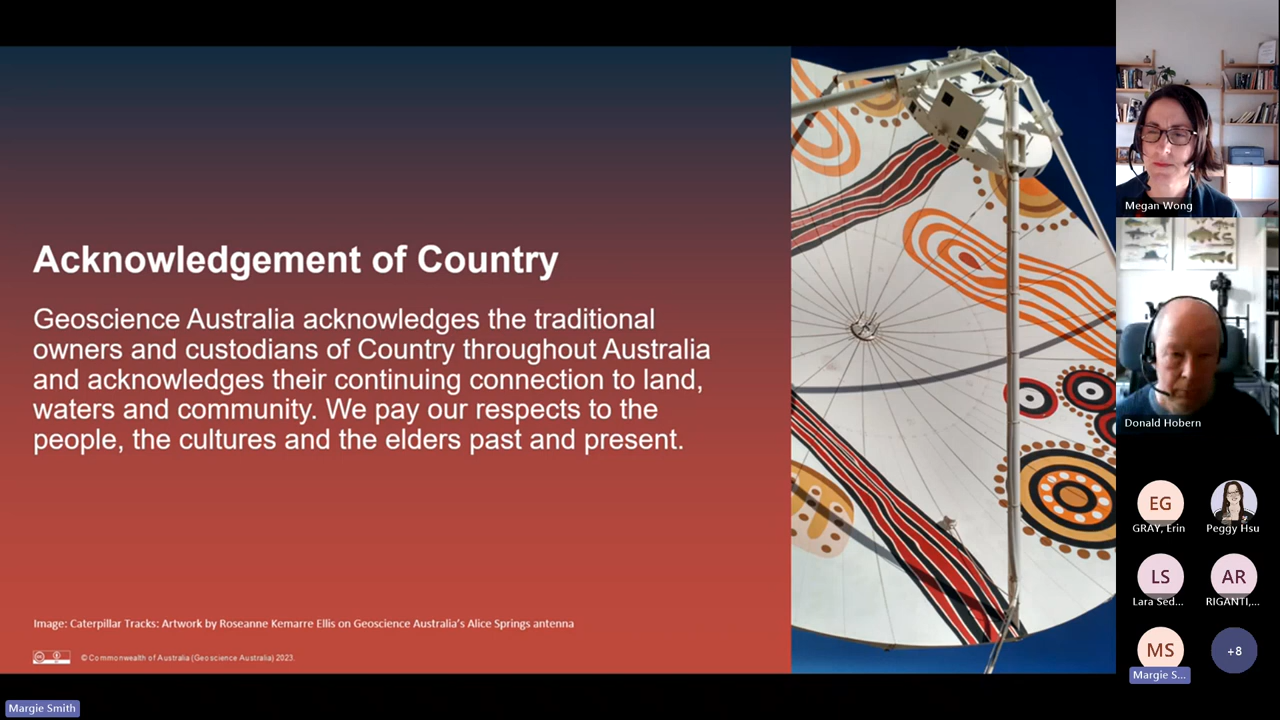 Acknowledgement of Country
Geoscience Australia acknowledges the traditional
owners and custodians of Country throughout Australia
and acknowledges their continuing connection to land,
waters and community. We pay our respects to the
people, the cultures and the elders past and present.
Image: Caterpillar Tracks: Artwork by Roseanne Kemarre Ellis on Geoscience Australia's Alice Springs antenna
© Commonwealth of Australia (Geoscience Australia) 2023.
Margie Smith
Megan Wong
Donald Hobern
EG
GRAY, Erin
Peggy Hsu
LS
Lara Sed...
AR
RIGANTI,...
MS
Margie S...
+8